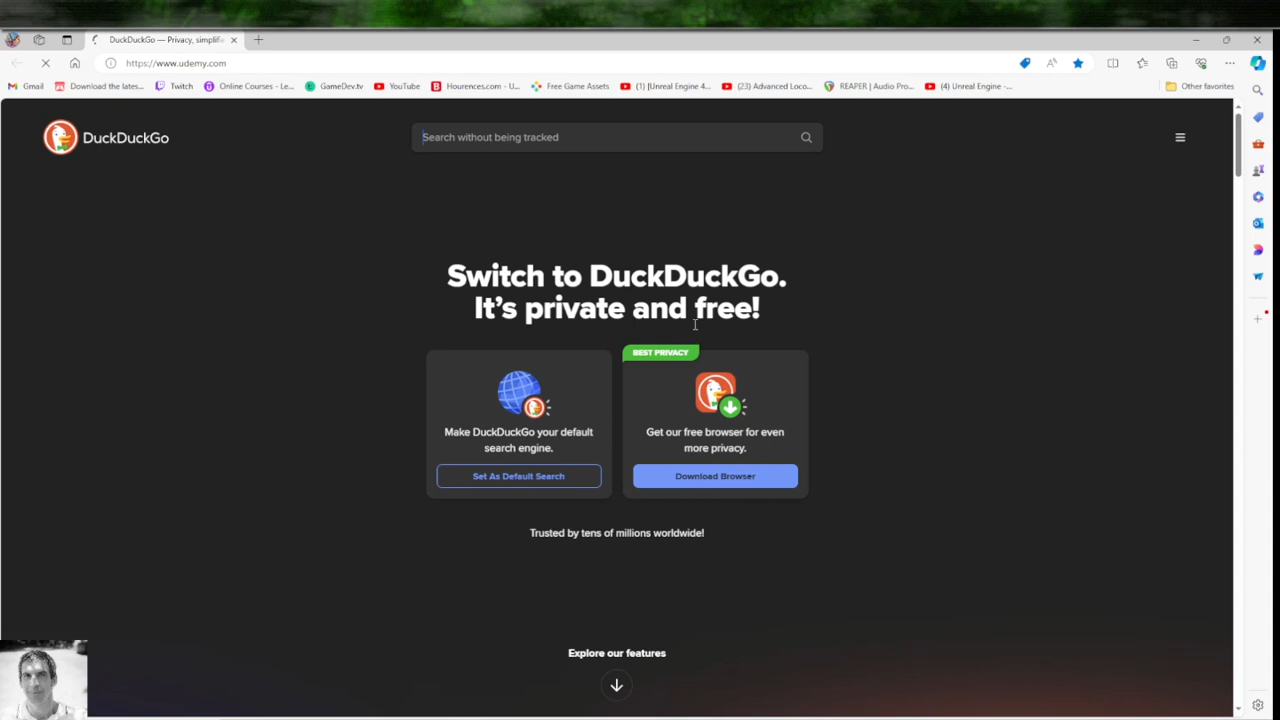 DuckDuckGo — Privacy, simplifie
https://www.udemy.com
Gmail
Download the lates...
Twitch
Online Courses - Le...
GameDev.tv
YouTube
Hourences.com - U...
Free Game Assets
(1) [Unreal Engine 4...
(23) Advanced Loco...
REAPER | Audio Pro...
(4) Unreal Engine -...
Other favorites
DuckDuckGo
Search without being tracked
Switch to DuckDuckGo.
It's private and free!
BEST PRIVACY
Make DuckDuckGo your default
search engine.
Set As Default Search
Get our free browser for even
more privacy.
Download Browser
Trusted by tens of millions worldwide!
Explore our features